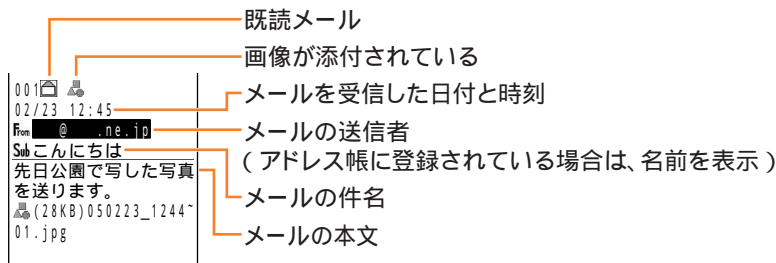 既読メール
画像が添付されている
001
02/23 12:45
メールを受信した日付と時刻
From @ .ne.jp
メールの送信者
(アドレス帳に登録されている場合は、名前を表示)
Subこんにちは
先日公園で写した写真
を送ります。
(28KB)050223_1244~
01.jpg
メールの件名
メールの本文